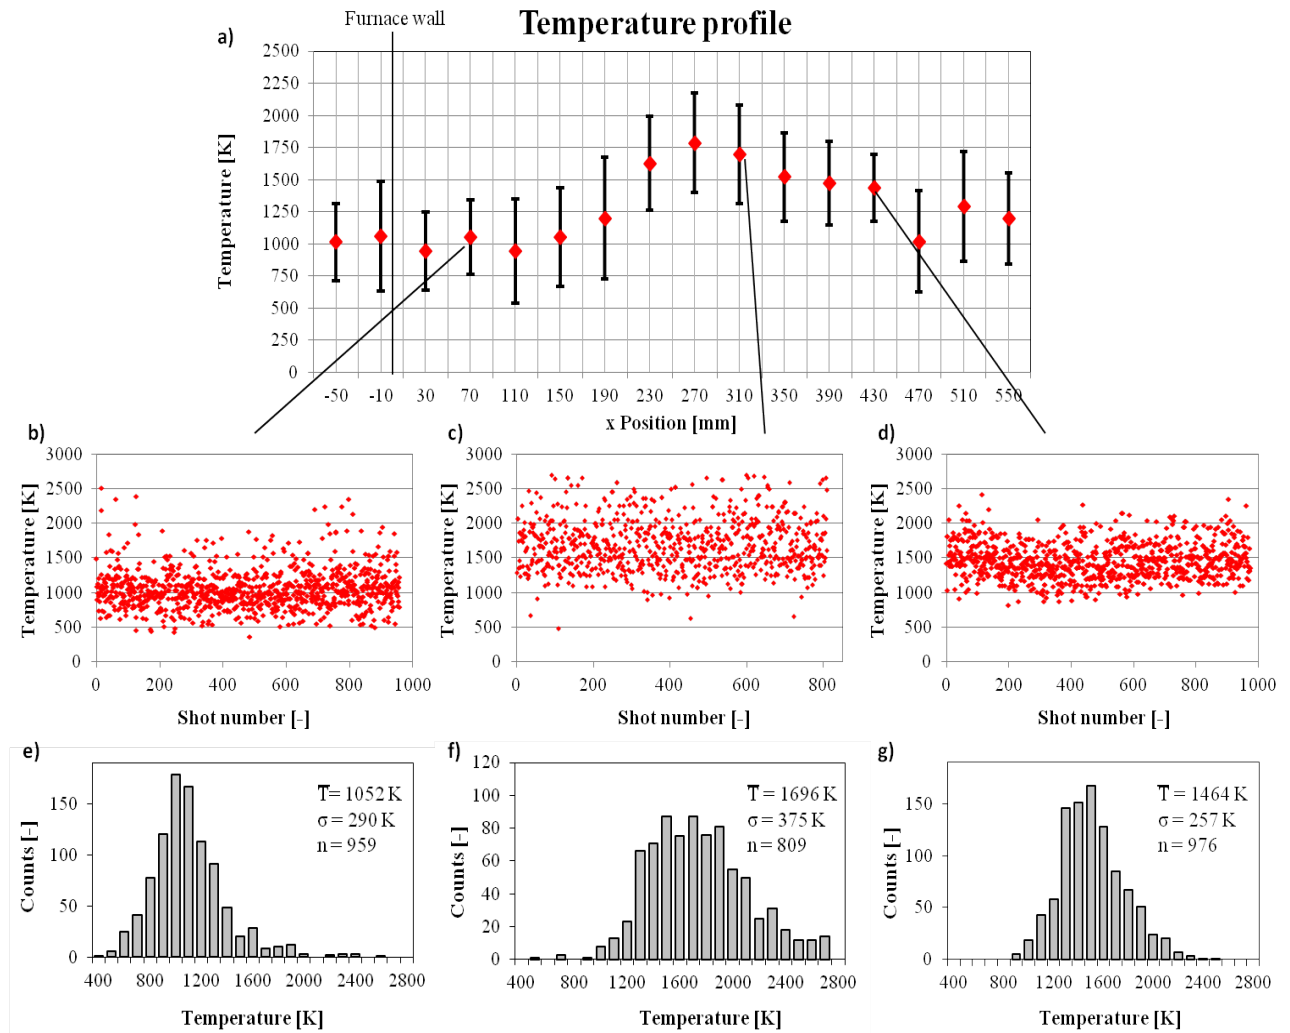 Furnace wall
Temperature profile
a)
2500
2250
2000
1750
1500
1250
1000
750
500
250
0
Temperature [K]
-50 -10 30 70 110 150 190 230 270 310 350 390 430 470 510 550
x Position [mm]
b)
3000
2500
2000
1500
1000
500
0
Temperature [K]
0 200 400 600 800 1000
Shot number [-]
c)
3000
2500
2000
1500
1000
500
0
Temperature [K]
0 200 400 600 800
Shot number [-]
d)
3000
2500
2000
1500
1000
500
0
Temperature [K]
0 200 400 600 800 1000
Shot number [-]
e)
150
100
50
0
Counts [-]
T̅ = 1052 K
σ = 290 K
n = 959
400 800 1200 1600 2000 2400 2800
Temperature [K]
f)
120
100
80
60
40
20
0
Counts [-]
T̅ = 1696 K
σ = 375 K
n = 809
400 800 1200 1600 2000 2400 2800
Temperature [K]
g)
150
100
50
0
Counts [-]
T̅ = 1464 K
σ = 257 K
n = 976
400 800 1200 1600 2000 2400 2800
Temperature [K]